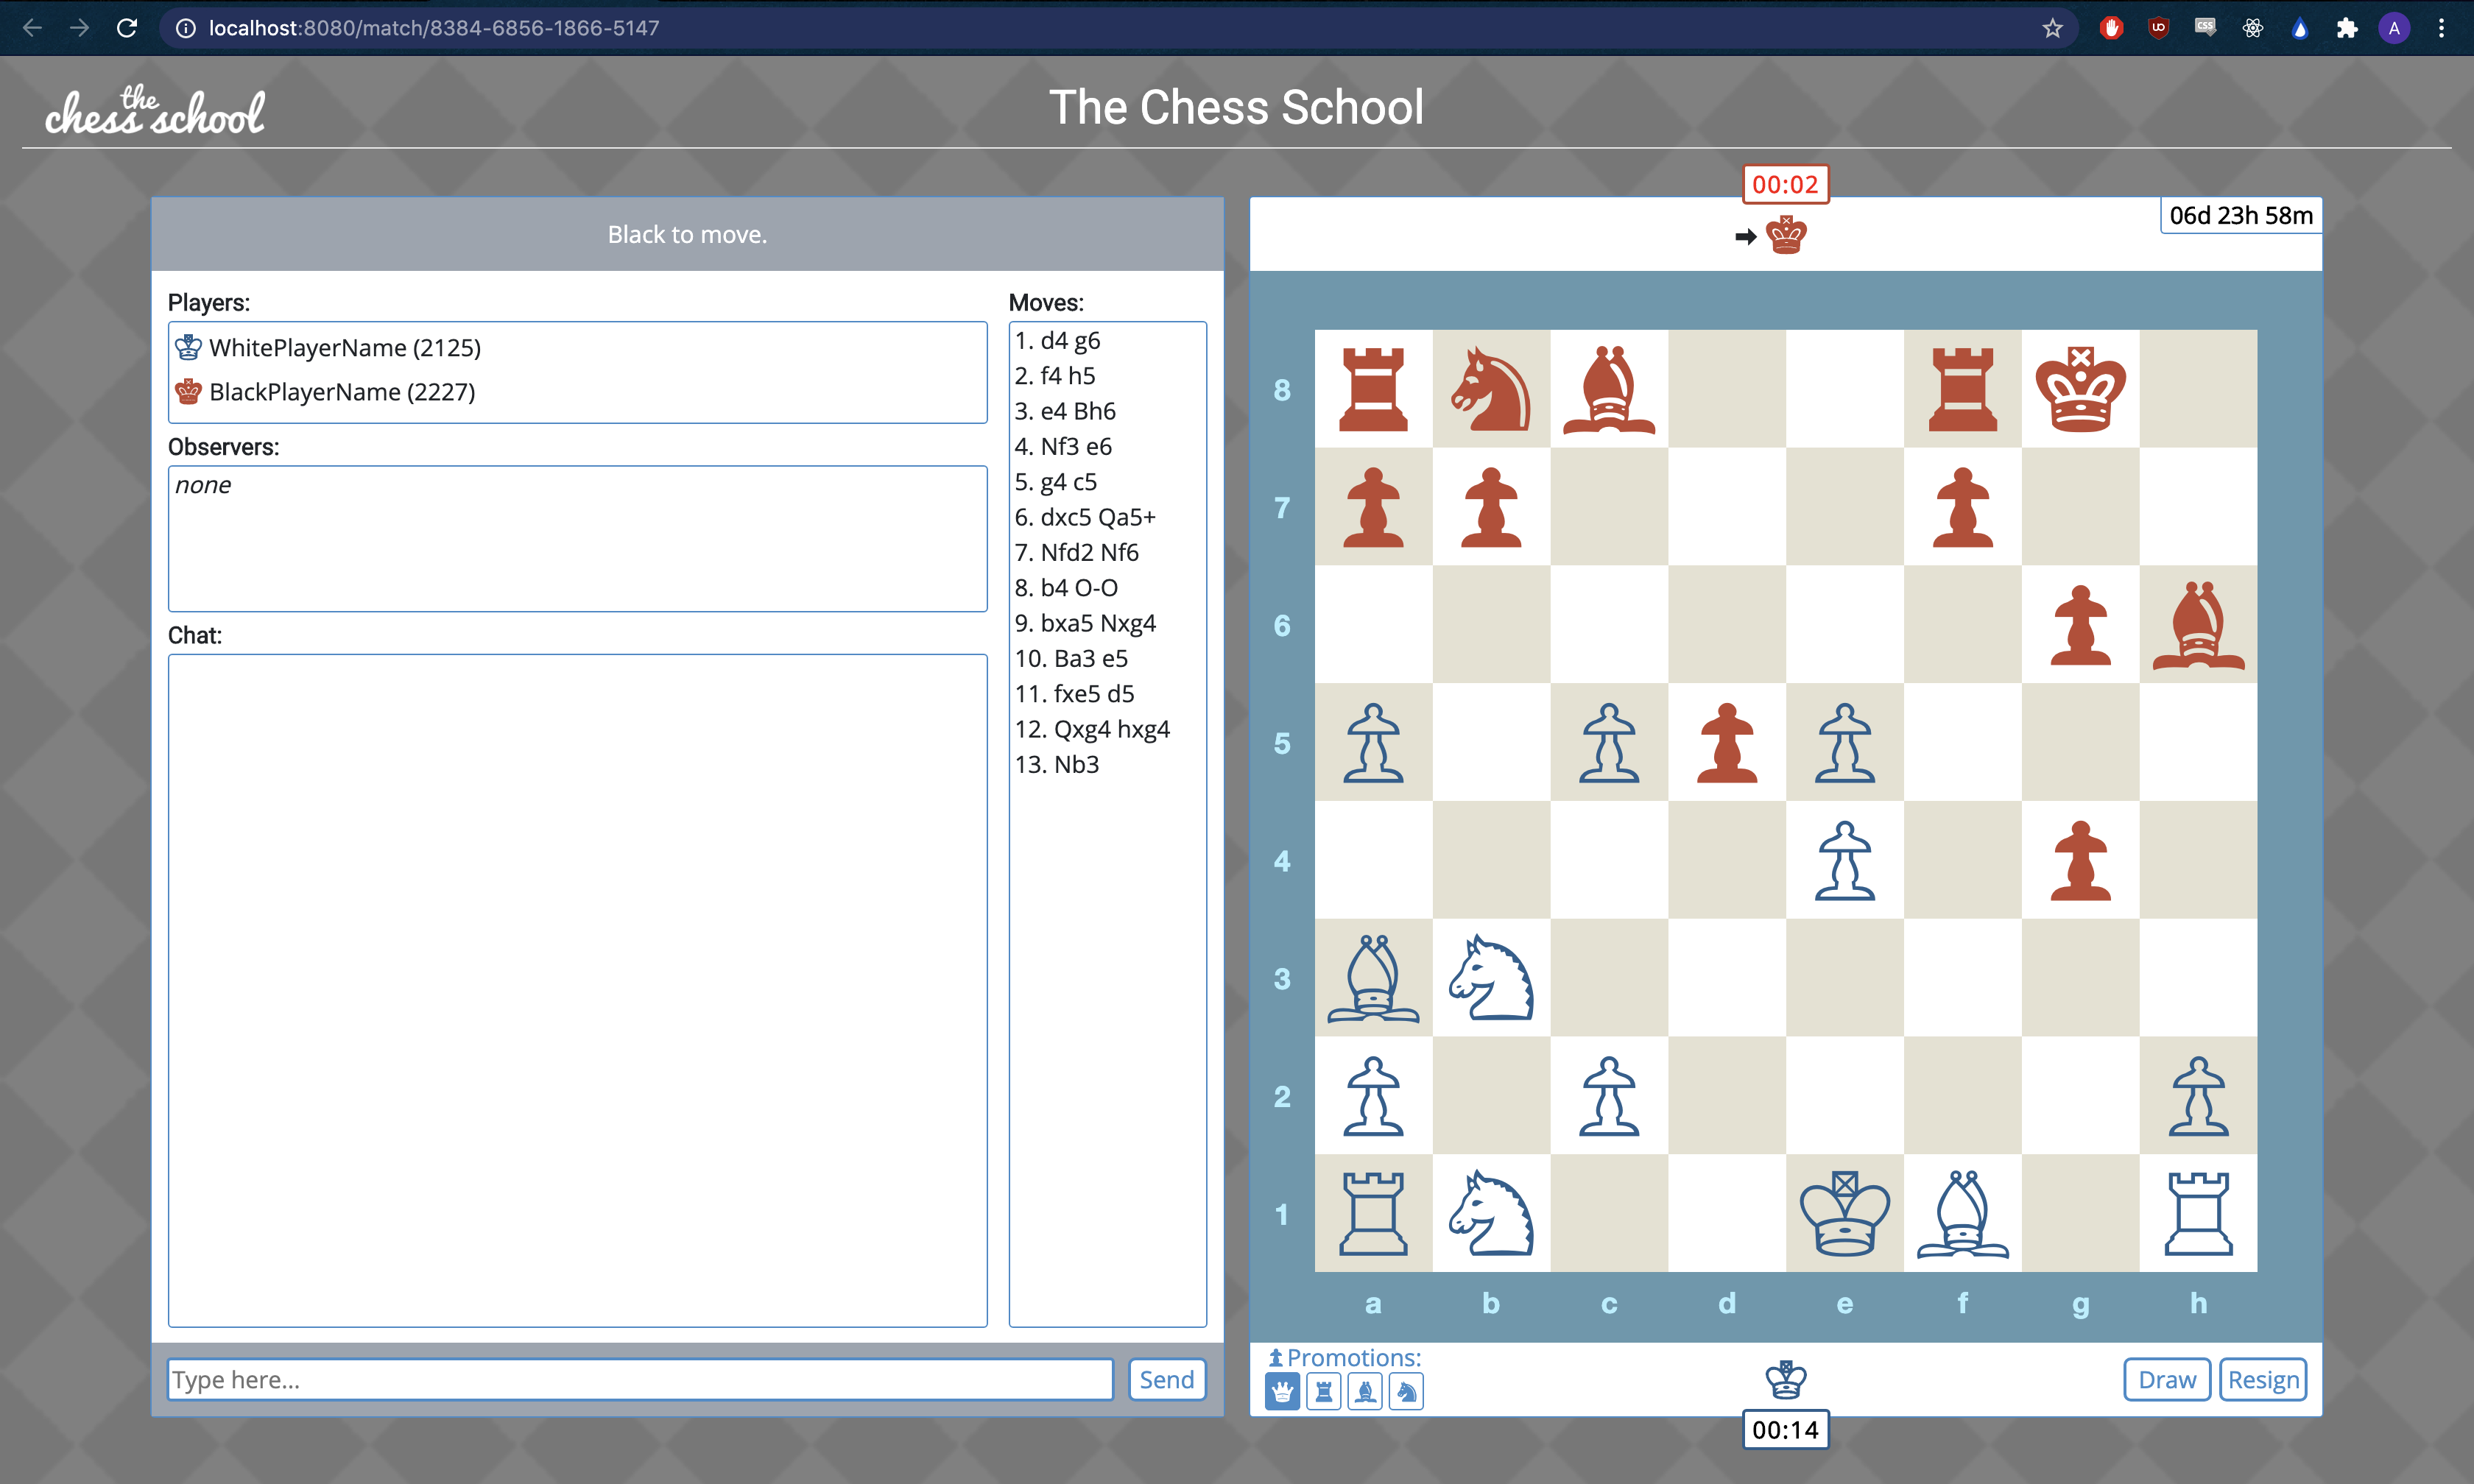 localhost:8080/match/8384-6856-1866-5147
UD
CSS
A
the
chess school
The Chess School
00:02
06d 23h 58m
Black to move.
Players:
WhitePlayerName (2125)
BlackPlayerName (2227)
Observers:
none
Chat:
Moves:
1. d4 g6
2. f4 h5
3. e4 Bh6
4. Nf3 e6
5. g4 c5
6. dxc5 Qa5+
7. Nfd2 Nf6
8. b4 O-O
9. bxa5 Nxg4
10. Ba3 e5
11. fxe5 d5
12. Qxg4 hxg4
13. Nb3
Type here...
Send
8
7
6
5
4
3
2
1
a b c d e f g h
Promotions:
Draw
Resign
00:14